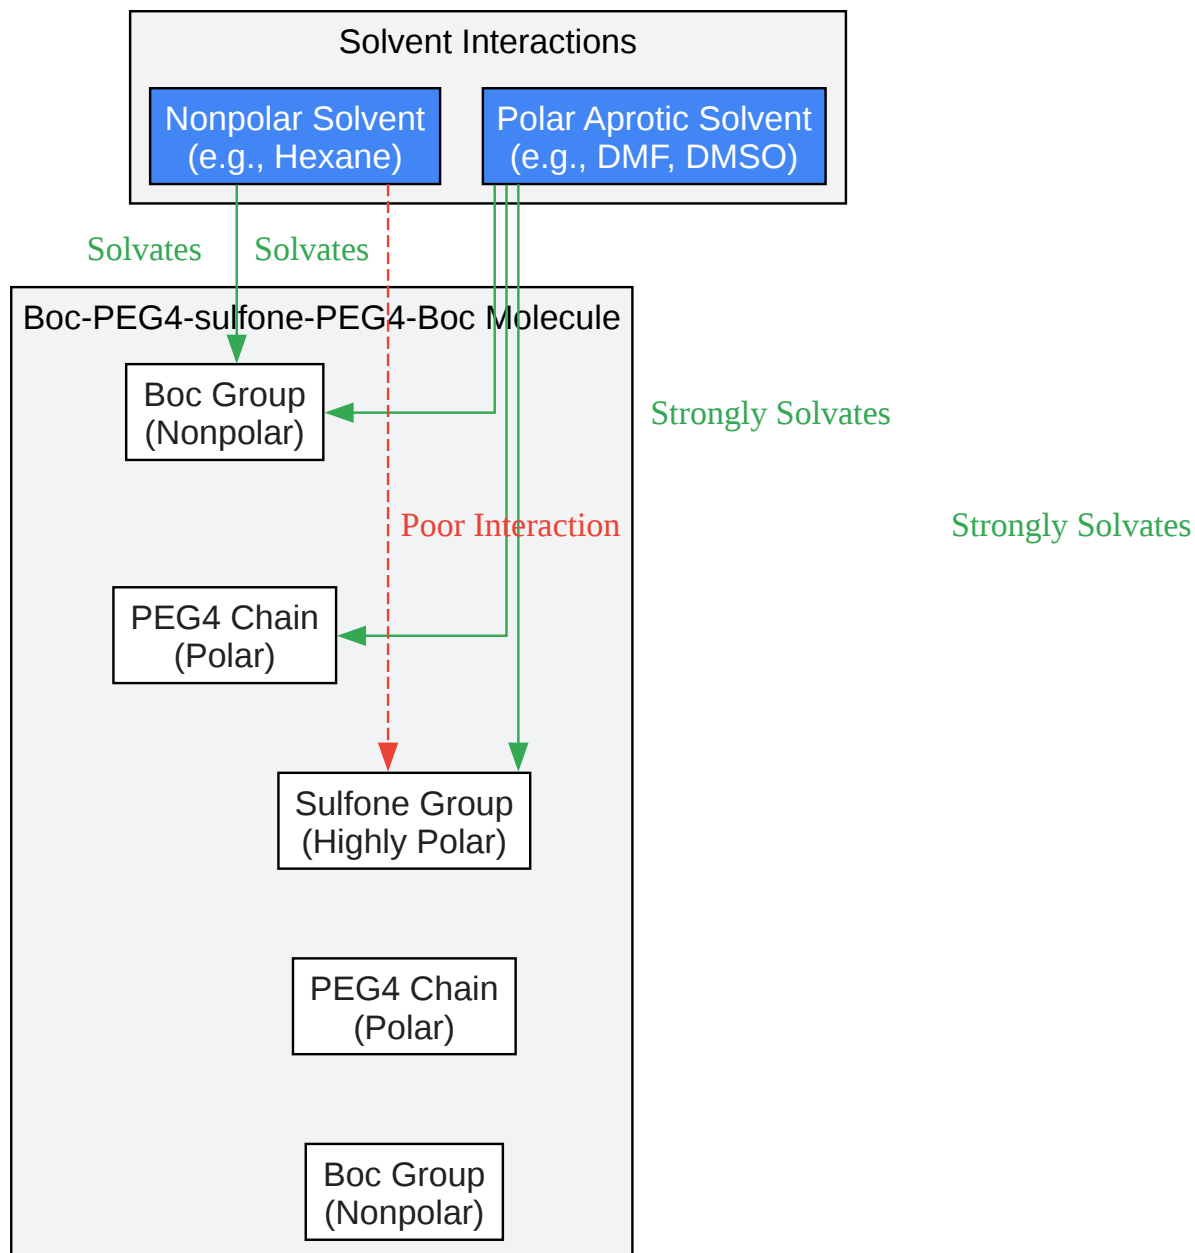 Solvent Interactions
Nonpolar Solvent
(e.g., Hexane)
Polar Aprotic Solvent
(e.g., DMF, DMSO)
Solvates
Solvates
Boc-PEG4-sulfone-PEG4-Boc Molecule
Boc Group
(Nonpolar)
Strongly Solvates
Poor Interaction
Strongly Solvates
PEG4 Chain
(Polar)
Sulfone Group
(Highly Polar)
PEG4 Chain
(Polar)
Boc Group
(Nonpolar)